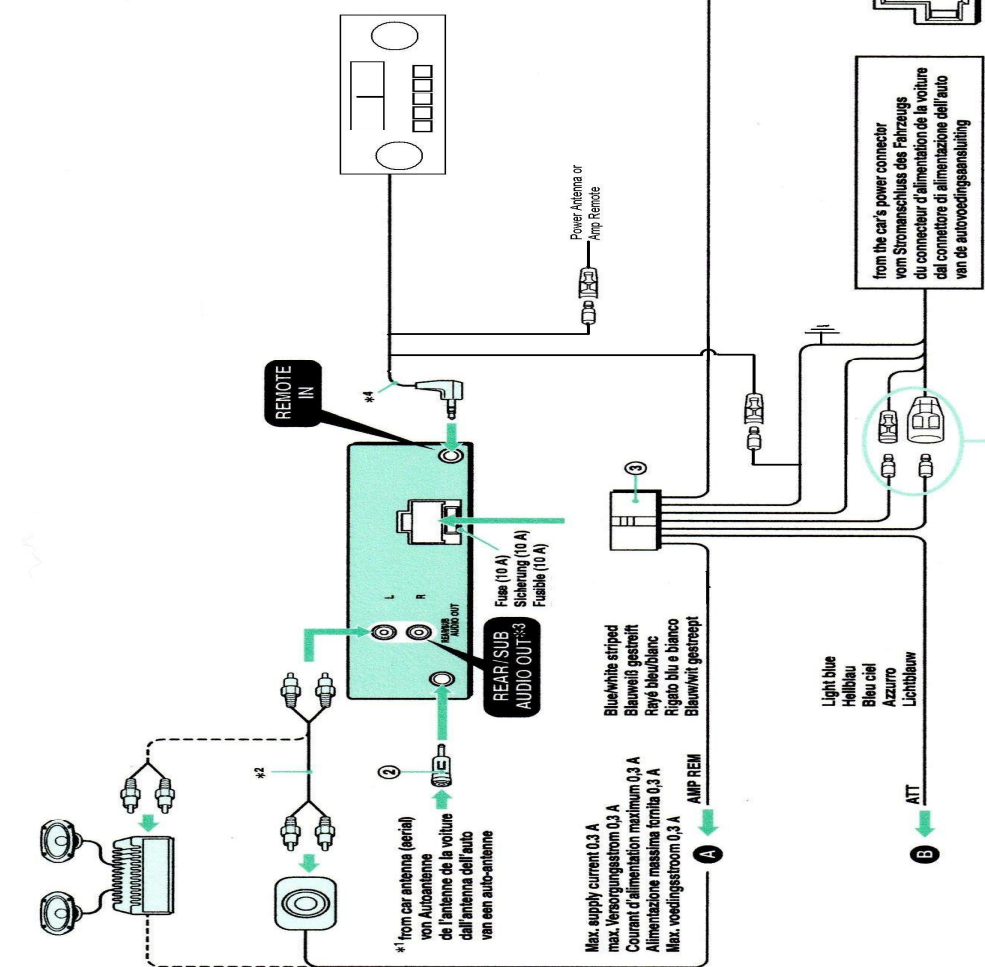 from the car's power connector
vom Stromanschluss des Fahrzeugs
du connecteur d'alimentation de la voiture
dal connettore di alimentazione dell'auto
van de autovoedingsaansluiting
Power Antenna or
Amp Remote
REMOTE
IN
*4
3
Fuse (10 A)
Sicherung (10 A)
Fusible (10 A)
L
R
REAR/SUB
AUDIO OUT
REAR/SUB
AUDIO OUT*3
*2
2
*1 from car antenna (aerial)
von Autoantenne
de l'antenne de la voiture
dall'antenna dell'auto
van een auto-antenne
Blue/white striped
Blauweiß gestreift
Rayé bleu/blanc
Rigato blu e bianco
Blauw/wit gestreept
Light blue
Hellblau
Bleu ciel
Azzurro
Lichtblauw
Max. supply current 0.3 A
max. Versorgungsstrom 0,3 A
Courant d'alimentation maximum 0,3 A
Alimentazione massima fornita 0,3 A
Max. voedingsstroom 0,3 A
AMP REM
A
ATT
B